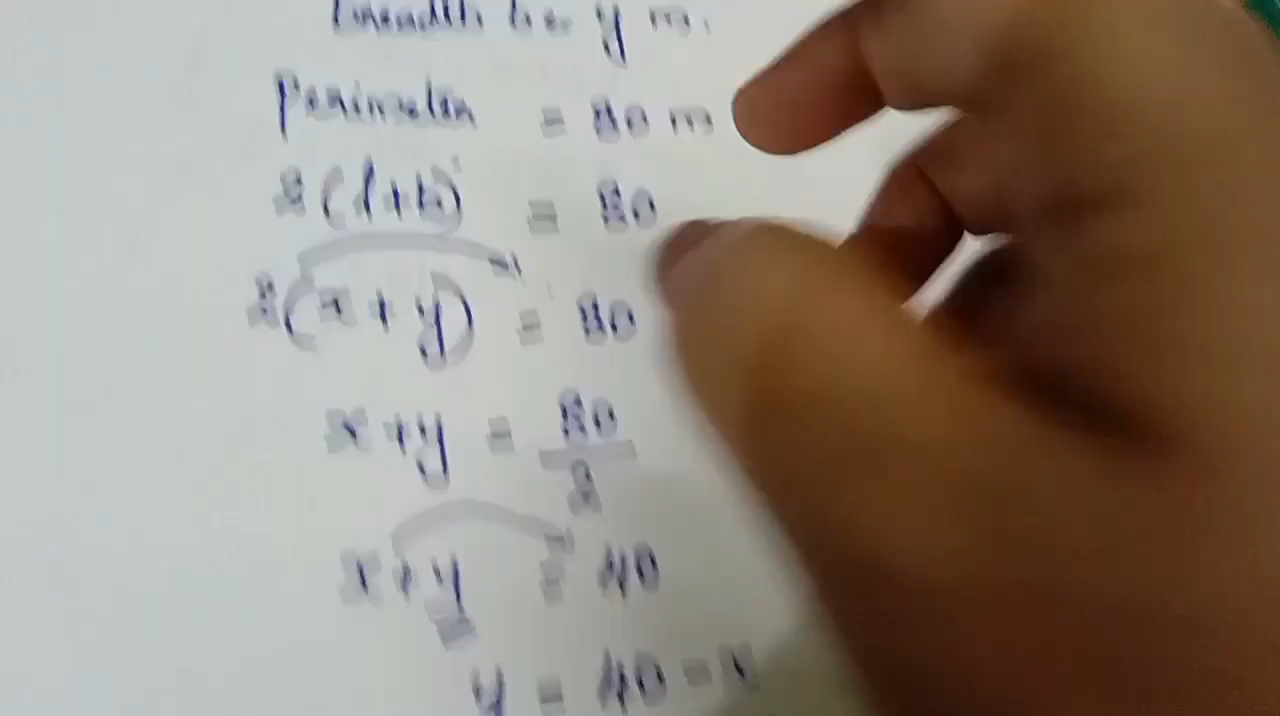 breadth be y m.
Perimeter = 80 m
2(l+b) = 80
2(x+y) = 80
x+y = 80/2
x+y = 40
y = 40-x